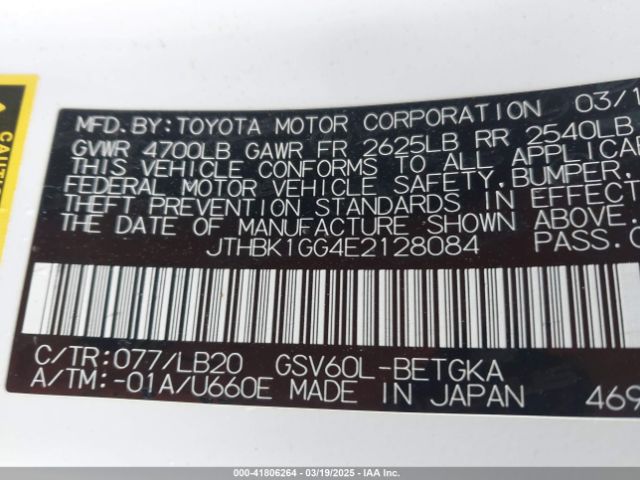 CAUTION
MFD. BY: TOYOTA MOTOR CORPORATION 03/1
GVWR 4700LB GAWR FR 2625LB RR 2540LB
THIS VEHICLE CONFORMS TO ALL APPLICAB
FEDERAL MOTOR VEHICLE SAFETY, BUMPER,
THEFT PREVENTION STANDARDS IN EFFECT
THE DATE OF MANUFACTURE SHOWN ABOVE.
JTHBK1GG4E2128084 PASS. C
C/TR: 077/LB20 GSV60L-BETGKA
A/TM: -01A/U660E MADE IN JAPAN 469
000-41806264 | 03/19/2025 | IAA Inc.